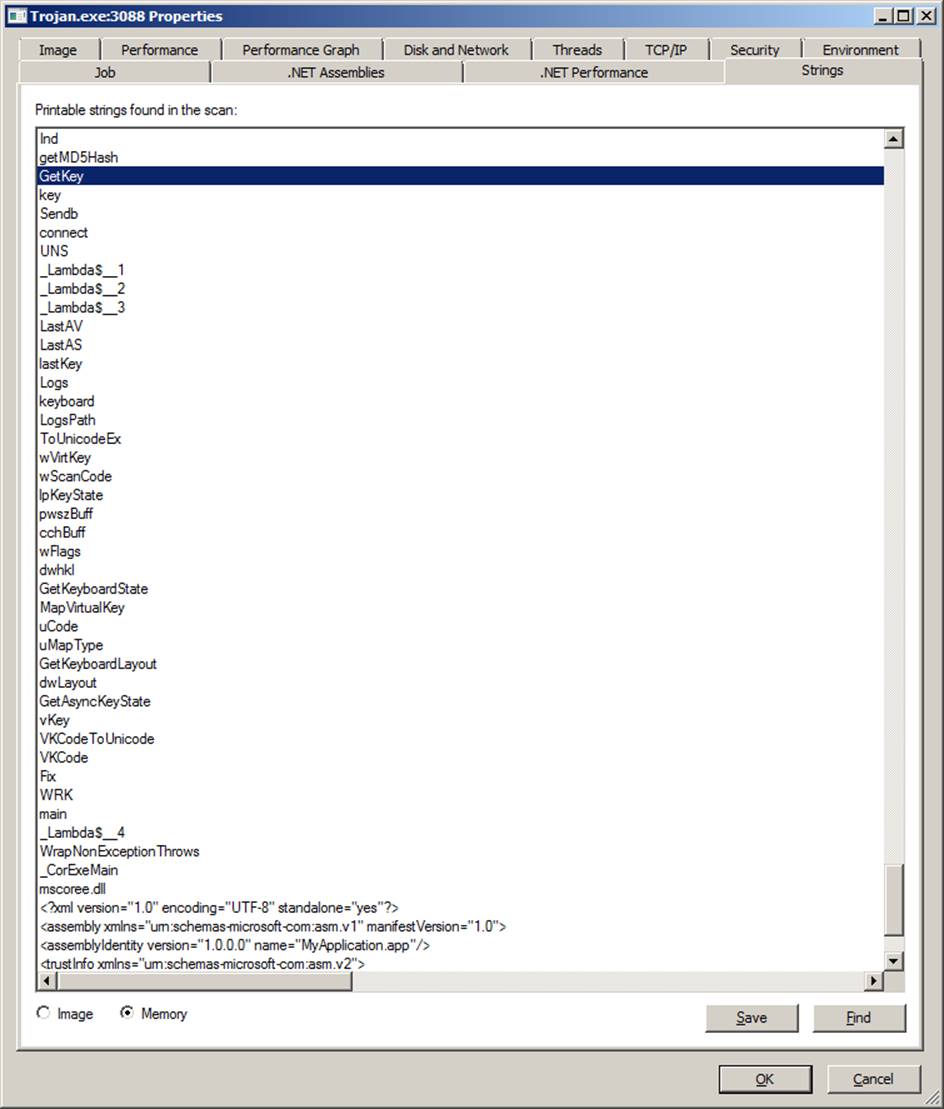 Trojan.exe:3088 Properties
Image Performance Performance Graph Disk and Network Threads TCP/IP Security Environment
Job .NET Assemblies .NET Performance Strings
Printable strings found in the scan:
Ind
getMD5Hash
GetKey
key
Sendb
connect
UNS
_Lambda$__1
_Lambda$__2
_Lambda$__3
LastAV
LastAS
lastKey
Logs
keyboard
LogsPath
ToUnicodeEx
wVirtKey
wScanCode
lpKeyState
pwszBuff
cchBuff
wFlags
dwhkl
GetKeyboardState
MapVirtualKey
uCode
uMapType
GetKeyboardLayout
dwLayout
GetAsyncKeyState
vKey
VKCodeToUnicode
VKCode
Fix
WRK
main
_Lambda$__4
WrapNonExceptionThrows
_CorExeMain
mscoree.dll
<?xml version="1.0" encoding="UTF-8" standalone="yes"?>
<assembly xmlns="urn:schemas-microsoft-com:asm.v1" manifestVersion="1.0">
<assemblyIdentity version="1.0.0.0" name="MyApplication.app"/>
<trustInfo xmlns="urn:schemas-microsoft-com:asm.v2">
Image Memory Save Find
OK Cancel